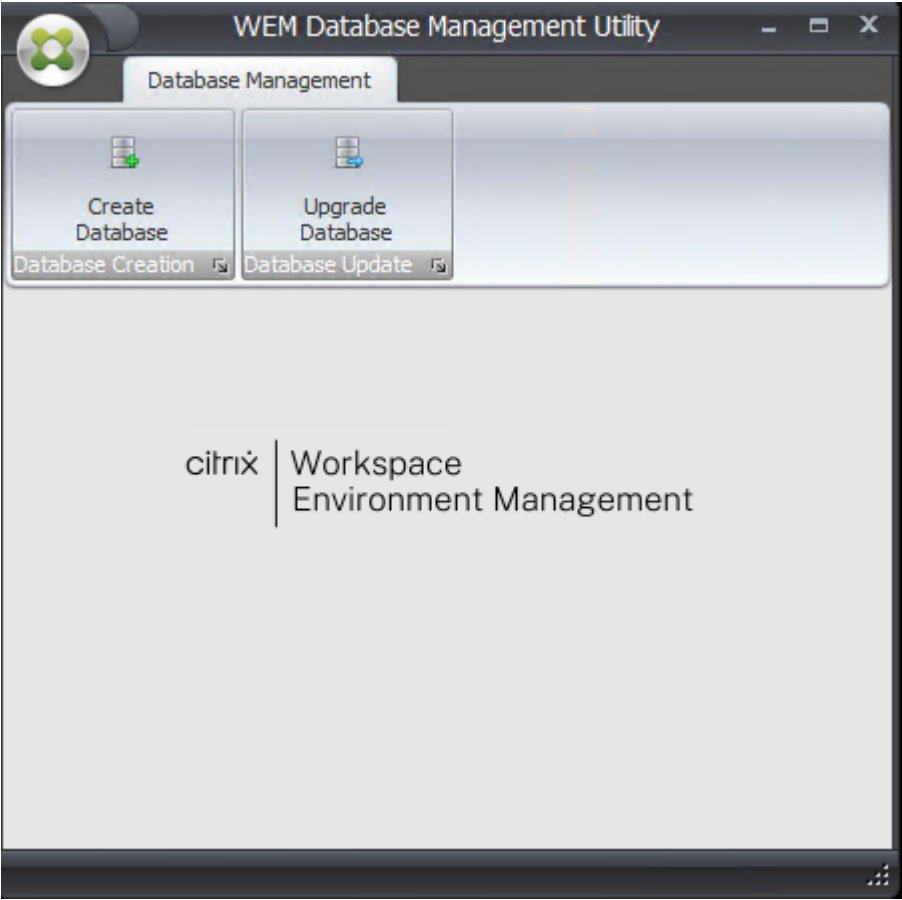 WEM Database Management Utility
Database Management
Create
Database
Upgrade
Database
Database Creation
Database Update
citrix
Workspace
Environment Management